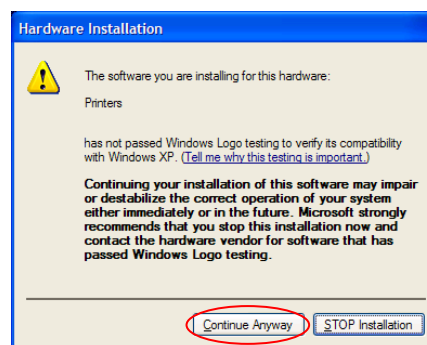 Hardware Installation
The software you are installing for this hardware:
Printers
has not passed Windows Logo testing to verify its compatibility
with Windows XP. (Tell me why this testing is important.)
Continuing your installation of this software may impair
or destabilize the correct operation of your system
either immediately or in the future. Microsoft strongly
recommends that you stop this installation now and
contact the hardware vendor for software that has
passed Windows Logo testing.
Continue Anyway STOP Installation